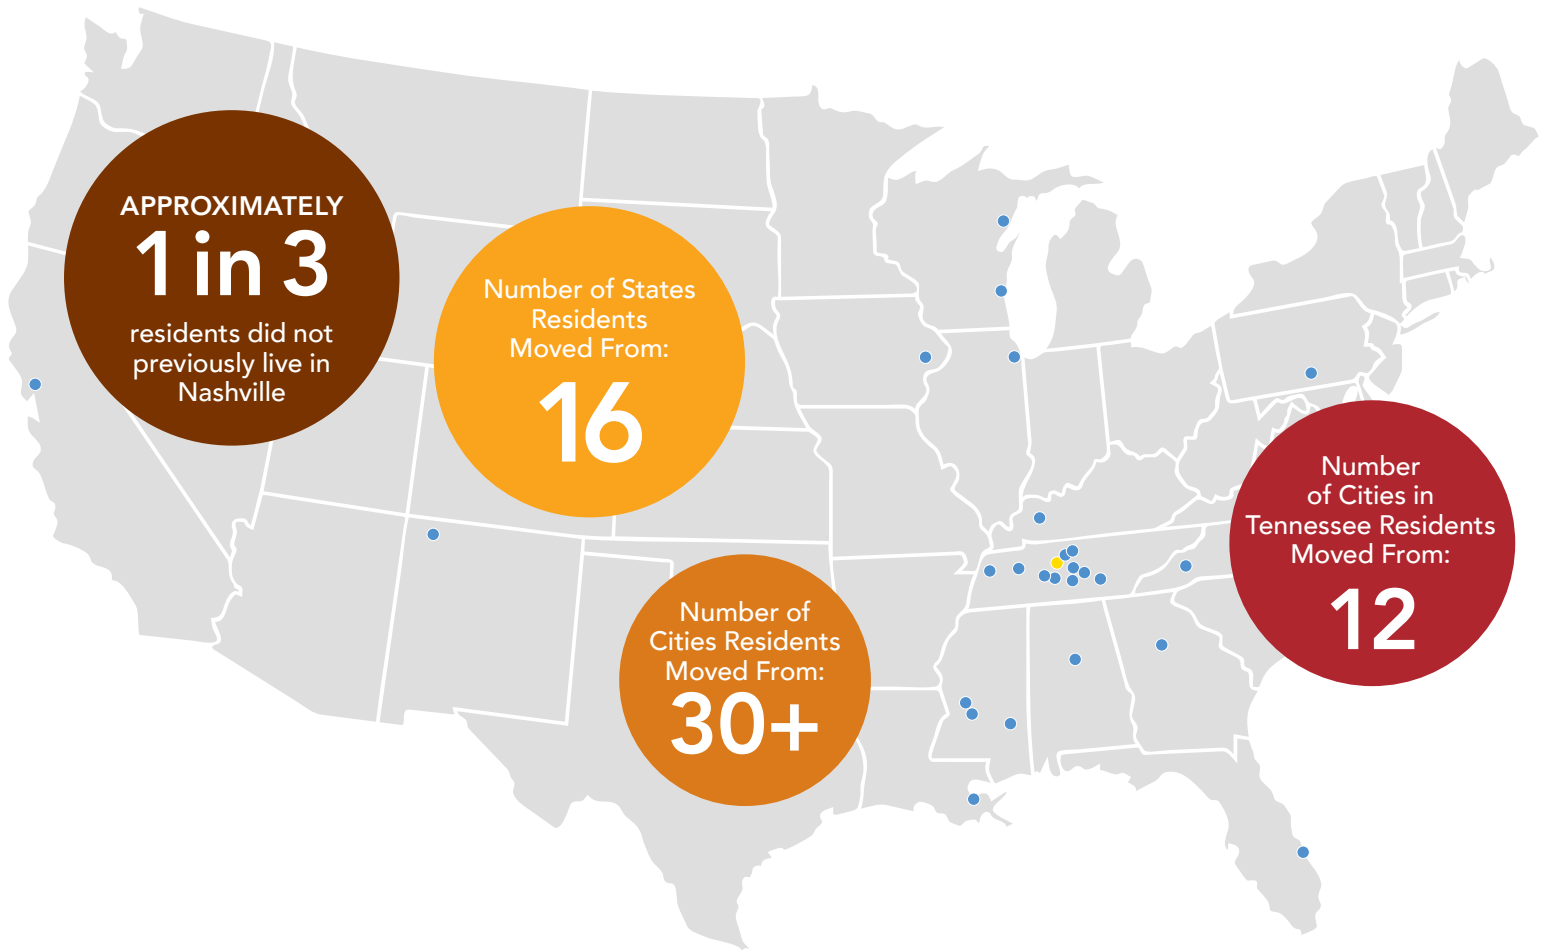 APPROXIMATELY
1 in 3
residents did not
previously live in
Nashville
Number of States
Residents
Moved From:
16
Number of
Cities Residents
Moved From:
30+
Number
of Cities in
Tennessee Residents
Moved From:
12